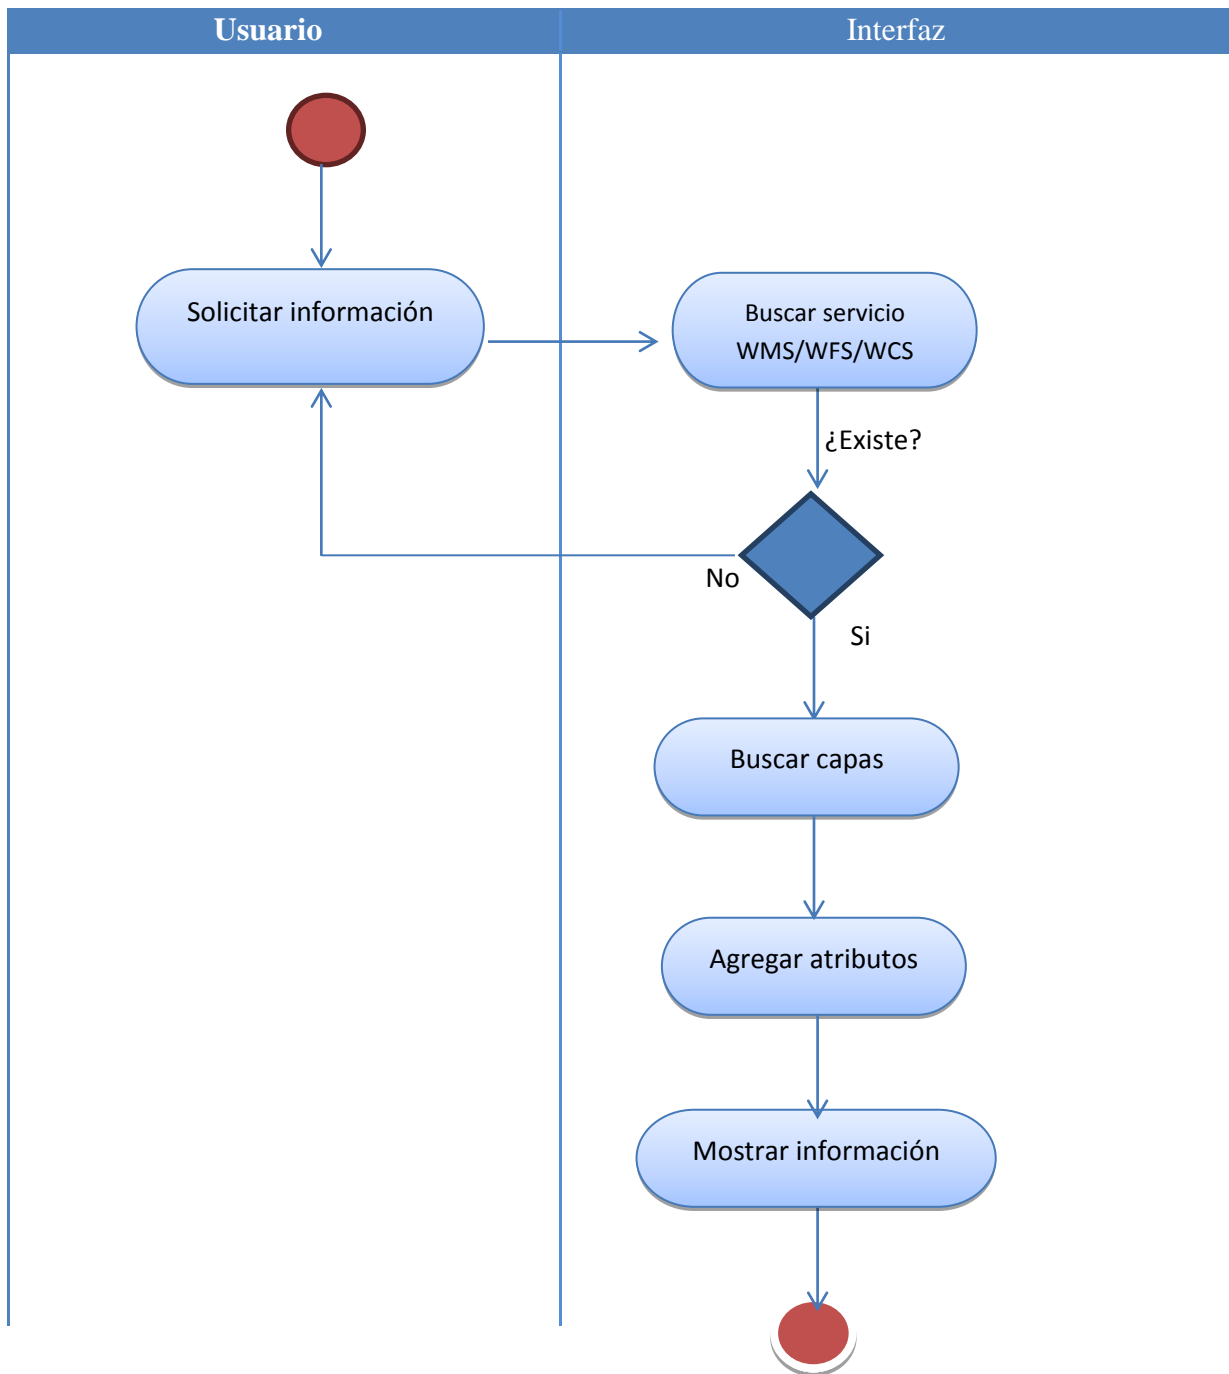 Usuario
Interfaz
Solicitar información
Buscar servicio
WMS/WFS/WCS
¿Existe?
No
Si
Buscar capas
Agregar atributos
Mostrar información